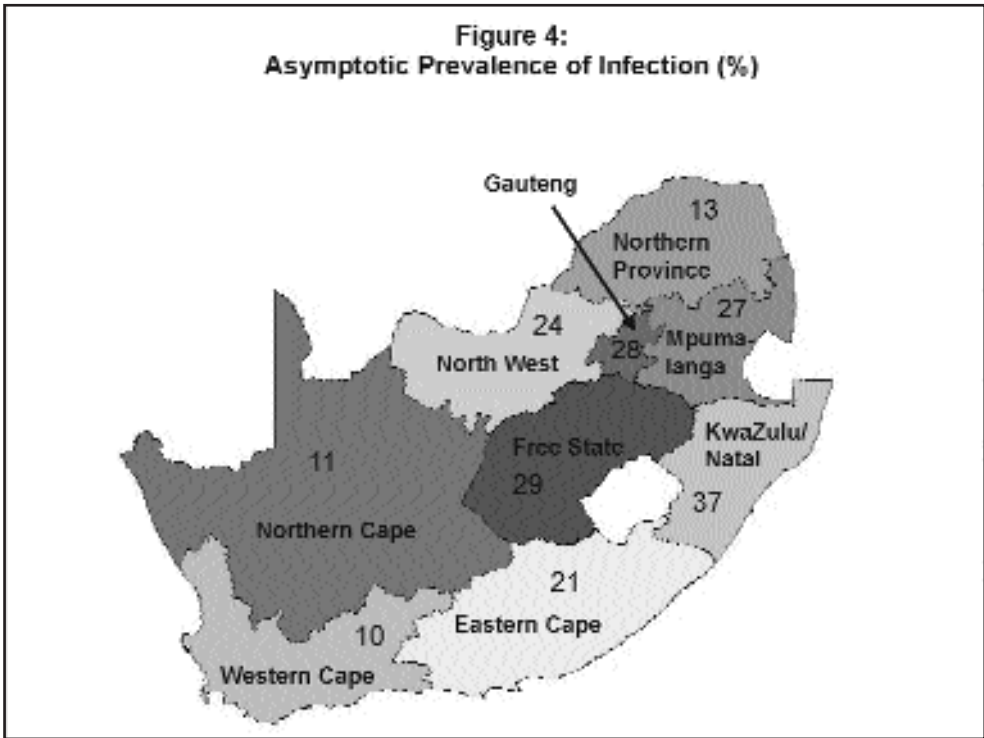 Figure 4:
Asymptotic Prevalence of Infection (%)
Gauteng
13
Northern
Province
27
Mpuma-
langa
24
North West
28
KwaZulu/
Natal
37
Free State
29
11
Northern Cape
21
Eastern Cape
10
Western Cape